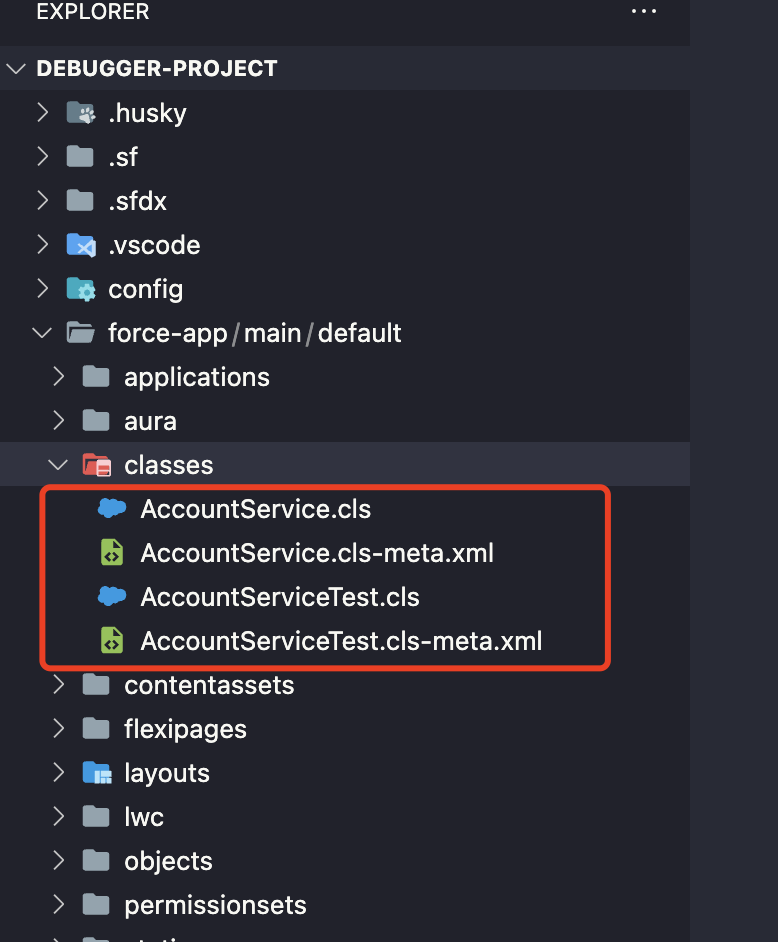 EXPLORER
DEBUGGER-PROJECT
.husky
.sf
.sfdx
.vscode
config
force-app/main/default
applications
aura
classes
AccountService.cls
AccountService.cls-meta.xml
AccountServiceTest.cls
AccountServiceTest.cls-meta.xml
contentassets
flexipages
layouts
lwc
objects
permissionsets